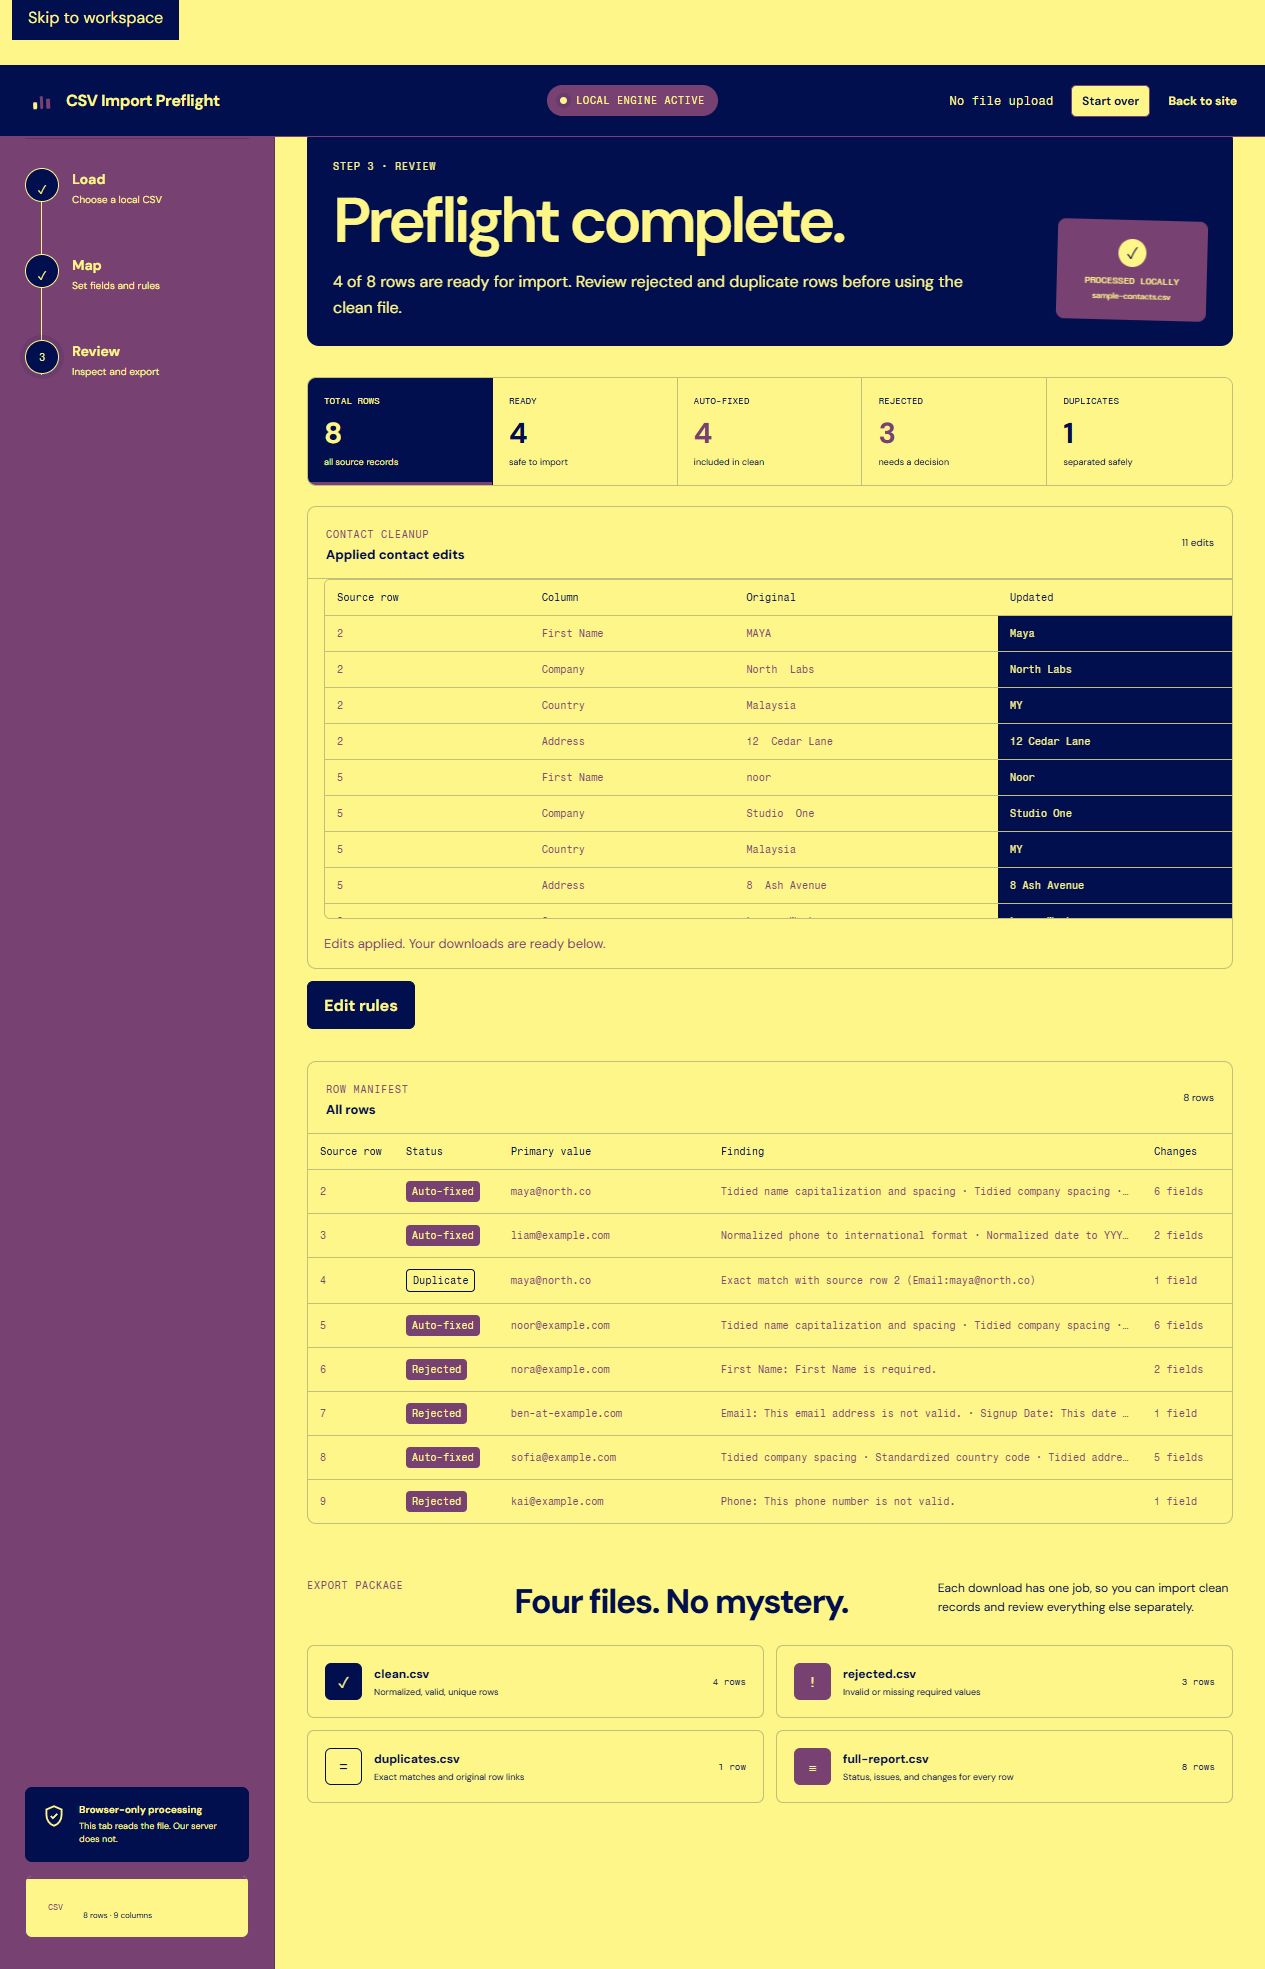 Skip to workspace
CSV Import Preflight
LOCAL ENGINE ACTIVE
No file upload
Start over
Back to site
✓
Load
Choose a local CSV
✓
Map
Set fields and rules
3
Review
Inspect and export
STEP 3 · REVIEW
Preflight complete.
4 of 8 rows are ready for import. Review rejected and duplicate rows before using the
clean file.
✓
PROCESSED LOCALLY
sample-contacts.csv
TOTAL ROWS
8
all source records
READY
4
safe to import
AUTO-FIXED
4
included in clean
REJECTED
3
needs a decision
DUPLICATES
1
separated safely
CONTACT CLEANUP
Applied contact edits
11 edits
Source row Column Original Updated
2 First Name MAYA Maya
2 Company North  Labs North Labs
2 Country Malaysia MY
2 Address 12  Cedar Lane 12 Cedar Lane
5 First Name noor Noor
5 Company Studio  One Studio One
5 Country Malaysia MY
5 Address 8  Ash Avenue 8 Ash Avenue
Edits applied. Your downloads are ready below.
Edit rules
ROW MANIFEST
All rows
8 rows
Source row Status Primary value Finding Changes
2 Auto-fixed maya@north.co Tidied name capitalization and spacing · Tidied company spacing ·… 6 fields
3 Auto-fixed liam@example.com Normalized phone to international format · Normalized date to YYY… 2 fields
4 Duplicate maya@north.co Exact match with source row 2 (Email:maya@north.co) 1 field
5 Auto-fixed noor@example.com Tidied name capitalization and spacing · Tidied company spacing ·… 6 fields
6 Rejected nora@example.com First Name: First Name is required. 2 fields
7 Rejected ben-at-example.com Email: This email address is not valid. · Signup Date: This date … 1 field
8 Auto-fixed sofia@example.com Tidied company spacing · Standardized country code · Tidied addre… 5 fields
9 Rejected kai@example.com Phone: This phone number is not valid. 1 field
EXPORT PACKAGE
Four files. No mystery.
Each download has one job, so you can import clean
records and review everything else separately.
✓
clean.csv
Normalized, valid, unique rows
4 rows
!
rejected.csv
Invalid or missing required values
3 rows
=
duplicates.csv
Exact matches and original row links
1 row
≡
full-report.csv
Status, issues, and changes for every row
8 rows
Browser-only processing
This tab reads the file. Our server
does not.
CSV
8 rows · 9 columns